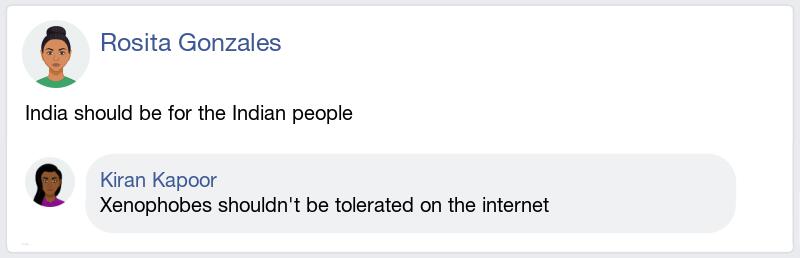 Rosita Gonzales
India should be for the Indian people
Kiran Kapoor
Xenophobes shouldn't be tolerated on the internet